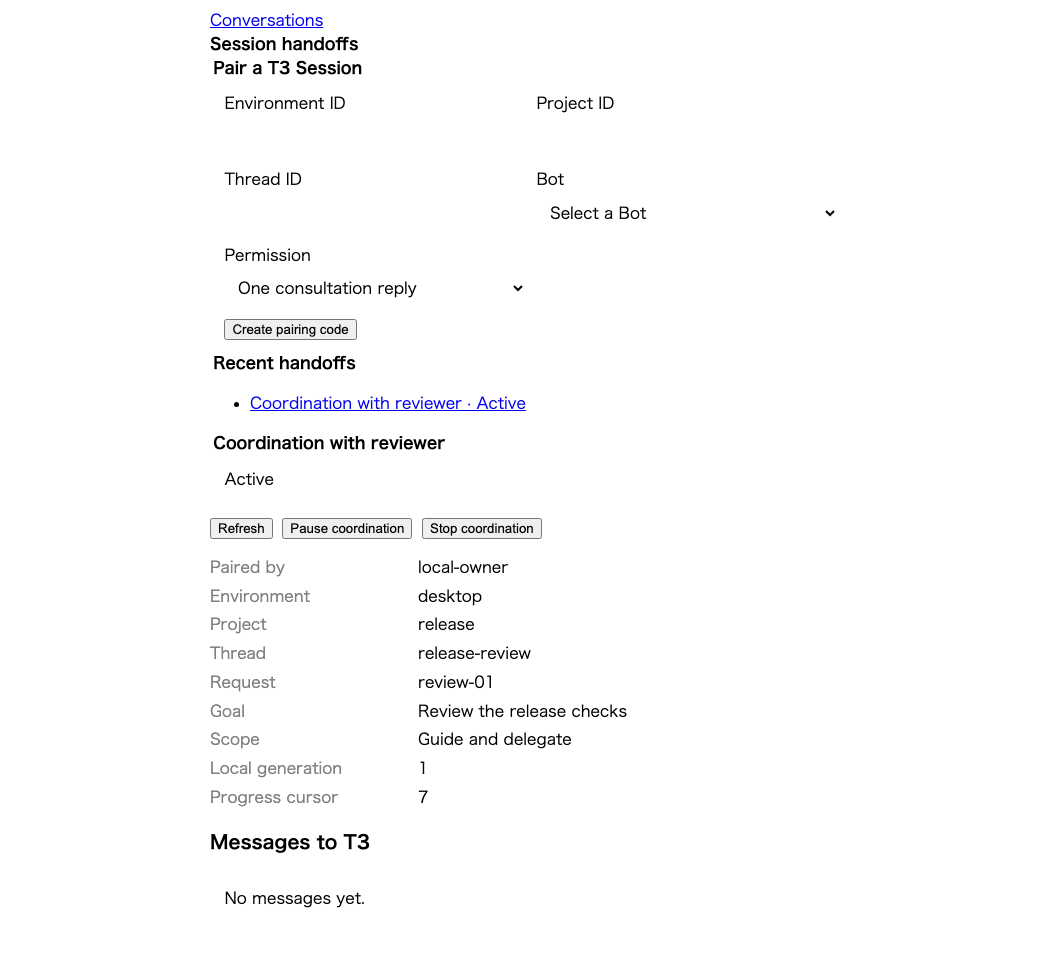 Conversations
Session handoffs
Pair a T3 Session
Environment ID
Project ID
Thread ID
Bot
Select a Bot
Permission
One consultation reply
Create pairing code
Recent handoffs
• Coordination with reviewer · Active
Coordination with reviewer
Active
Refresh Pause coordination Stop coordination
Paired by local-owner
Environment desktop
Project release
Thread release-review
Request review-01
Goal Review the release checks
Scope Guide and delegate
Local generation 1
Progress cursor 7
Messages to T3
No messages yet.